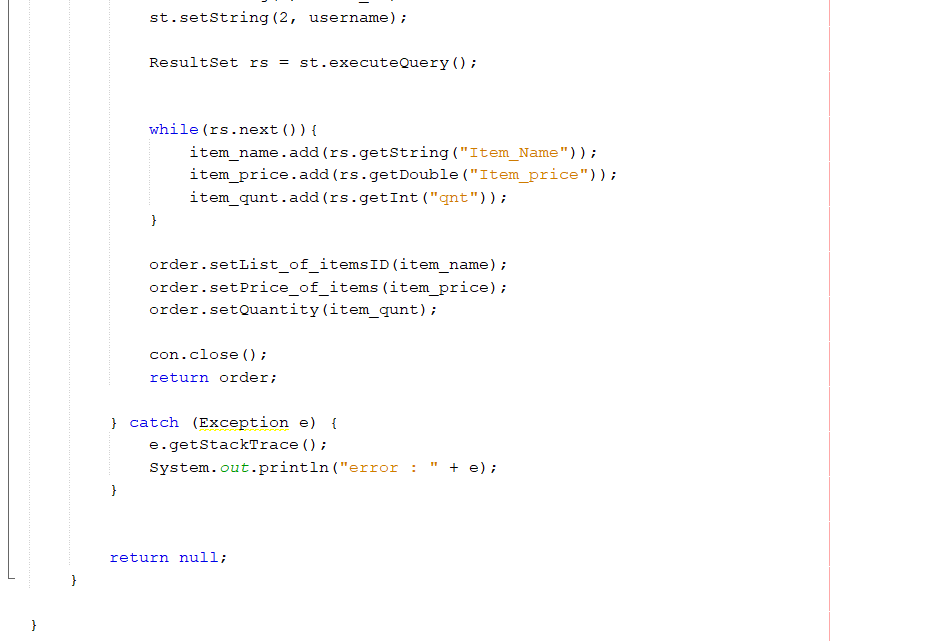 st.setString(2, username);
ResultSet rs = st.executeQuery();
while(rs.next()){
item_name.add(rs.getString("Item_Name"));
item_price.add(rs.getDouble("Item_price"));
item_qunt.add(rs.getInt("qnt"));
}
order.setList_of_itemsID(item_name);
order.setPrice_of_items(item_price);
order.setQuantity(item_qunt);
con.close();
return order;
} catch (Exception e) {
e.getStackTrace();
System.out.println("error : " + e);
}
return null;
}
}